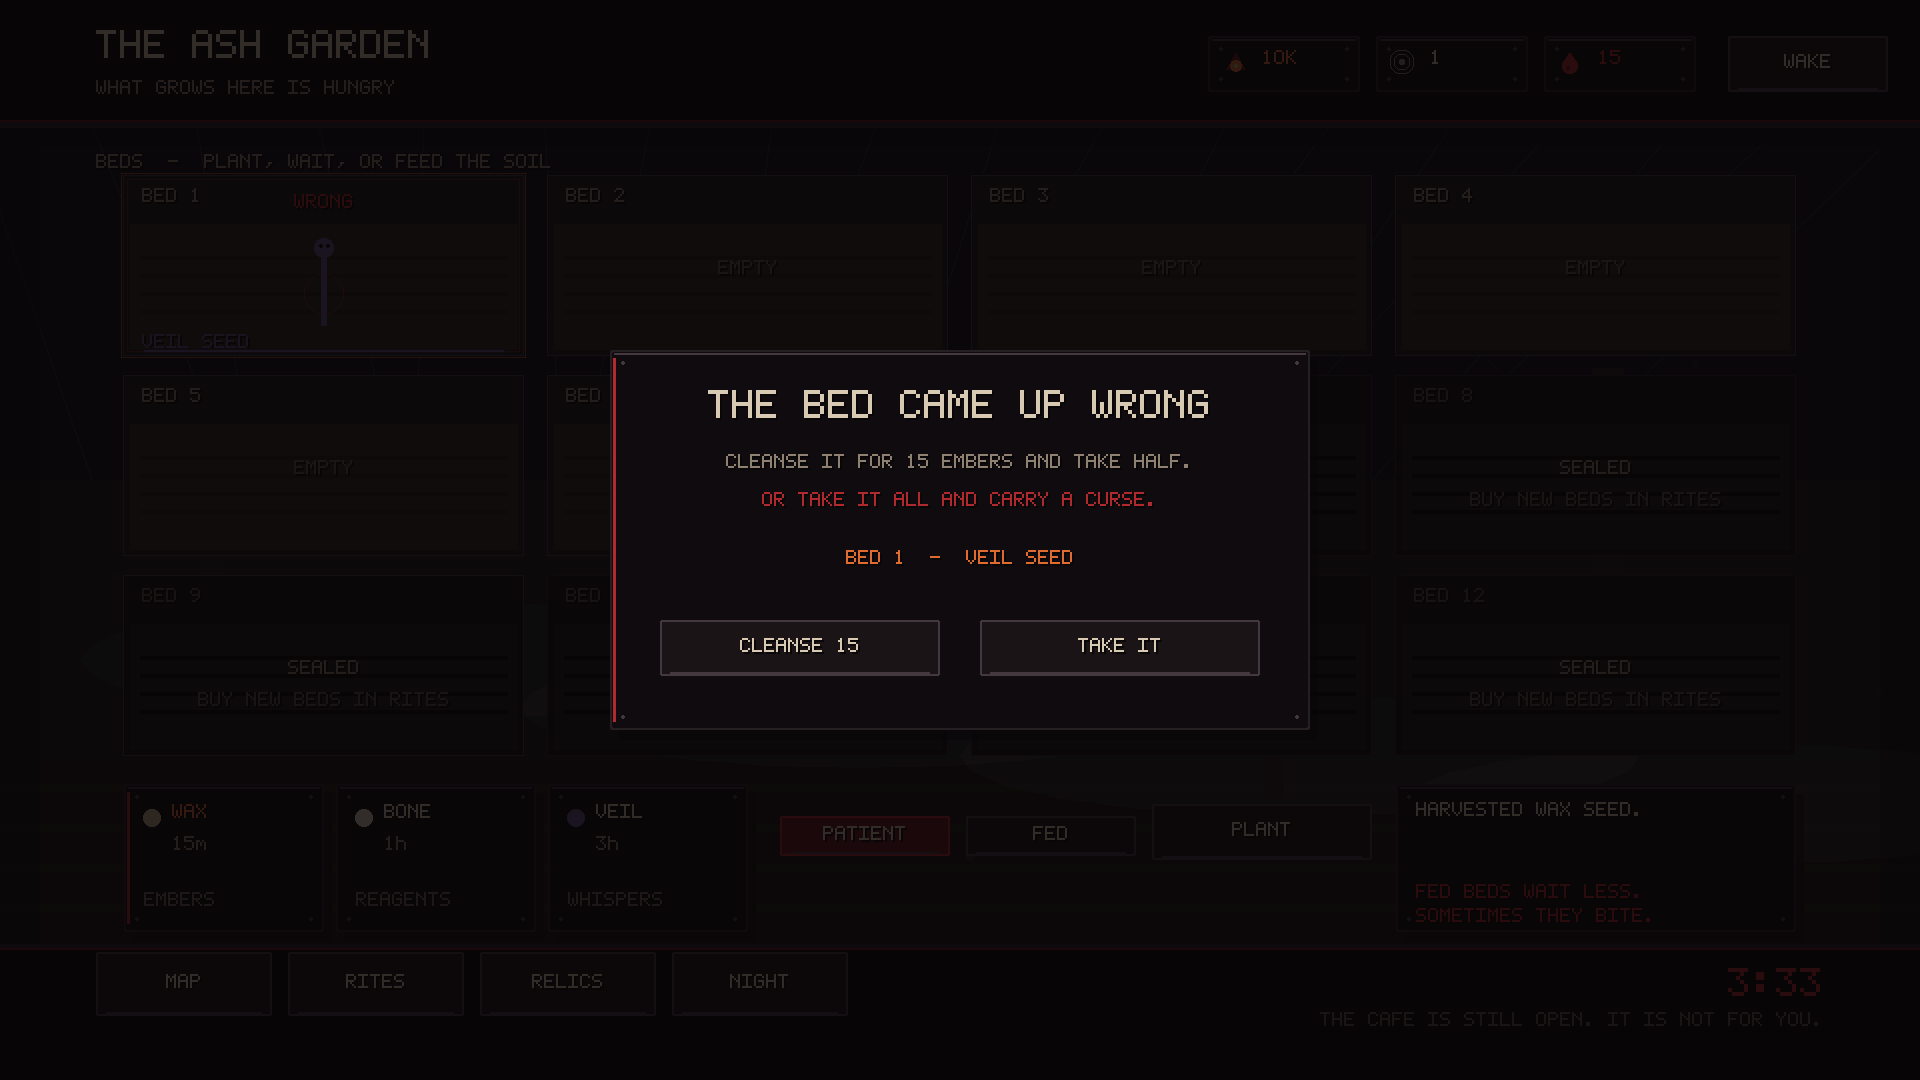 THE ASH GARDEN
WHAT GROWS HERE IS HUNGRY
10K
1
15
WAKE
BEDS - PLANT, WAIT, OR FEED THE SOIL
BED 1
WRONG
VEIL SEED
BED 2
EMPTY
BED 3
EMPTY
BED 4
EMPTY
BED 5
EMPTY
BED
BED 8
SEALED
BUY NEW BEDS IN RITES
THE BED CAME UP WRONG
CLEANSE IT FOR 15 EMBERS AND TAKE HALF.
OR TAKE IT ALL AND CARRY A CURSE.
BED 1 - VEIL SEED
CLEANSE 15
TAKE IT
BED 9
SEALED
BUY NEW BEDS IN RITES
BED
BED 12
SEALED
BUY NEW BEDS IN RITES
WAX
15m
EMBERS
BONE
1h
REAGENTS
VEIL
3h
WHISPERS
PATIENT
FED
PLANT
HARVESTED WAX SEED.
FED BEDS WAIT LESS.
SOMETIMES THEY BITE.
MAP
RITES
RELICS
NIGHT
3:33
THE CAFE IS STILL OPEN. IT IS NOT FOR YOU.